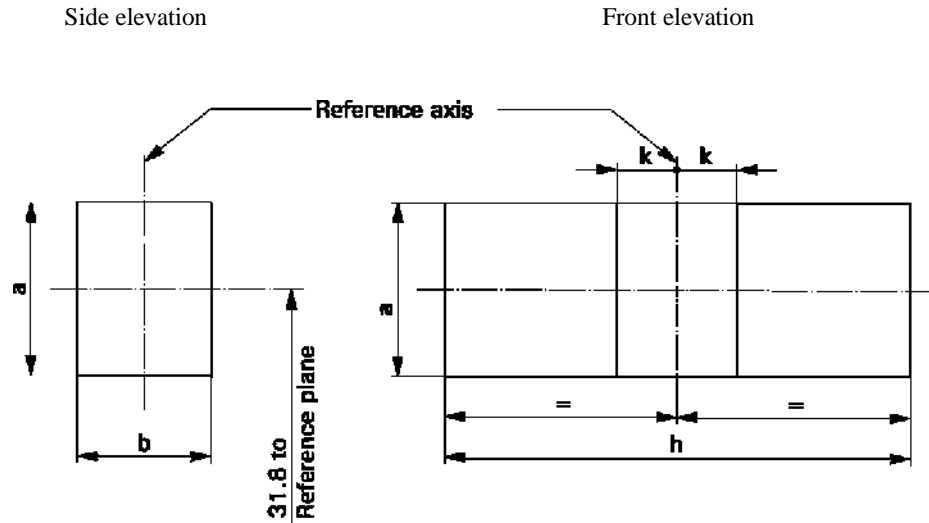 Side elevation
Front elevation
Reference axis
k
k
a
a
31.8 to
Reference plane
b
=
=
h